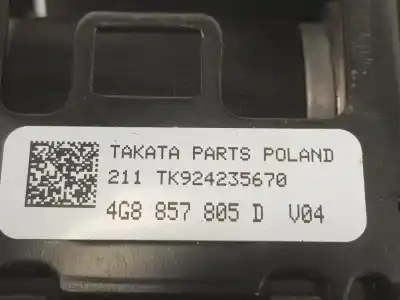 TAKATA PARTS POLAND
211 TK924235670
4G8 857 805 D V04